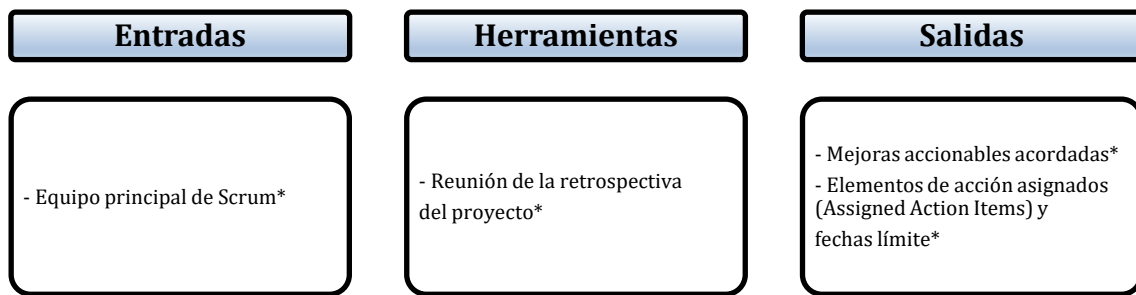 Entradas
Herramientas
Salidas
- Equipo principal de Scrum*
- Reunión de la retrospectiva
del proyecto*
- Mejoras accionables acordadas*
- Elementos de acción asignados
(Assigned Action Items) y
fechas límite*